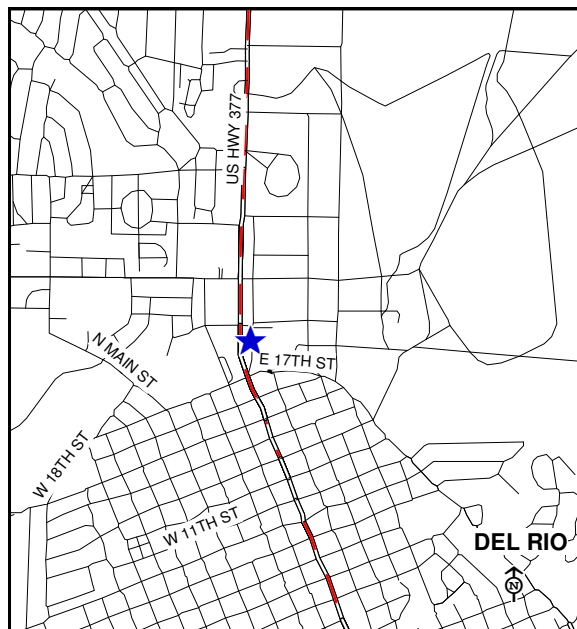 US HWY 377
N MAIN ST
E 17TH ST
W 18TH ST
W 11TH ST
DEL RIO
N